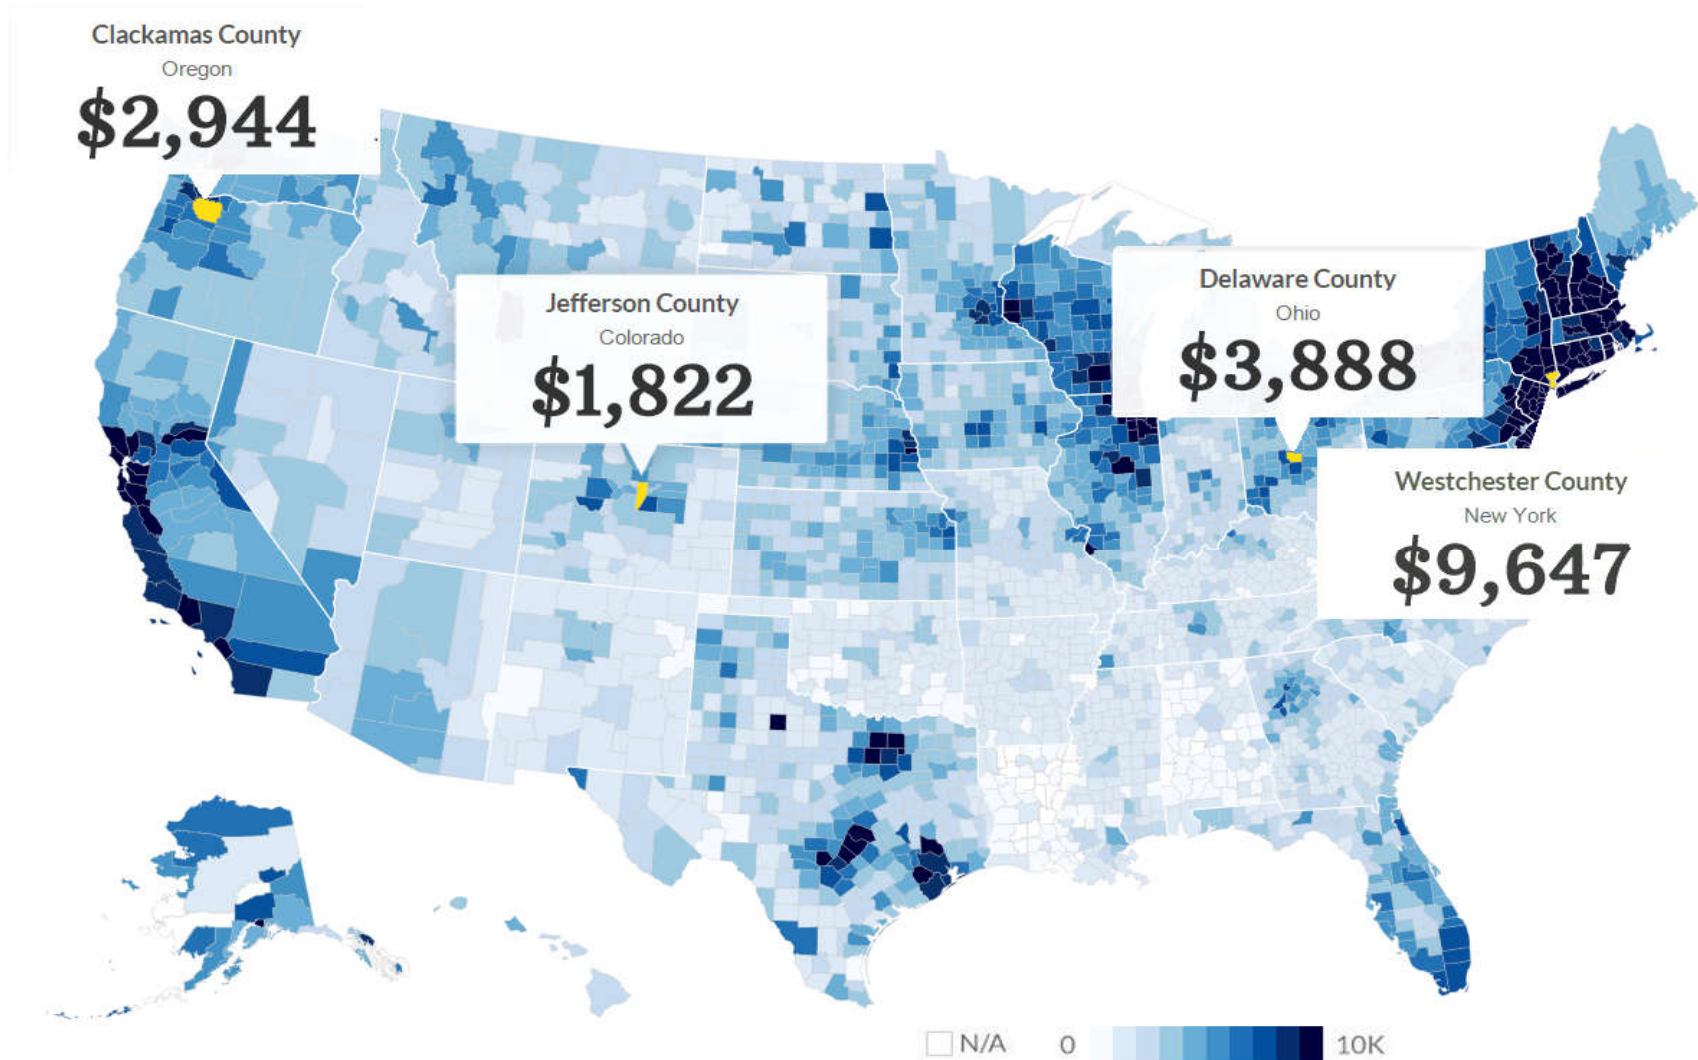 Clackamas County
Oregon
$2,944
Jefferson County
Colorado
$1,822
Delaware County
Ohio
$3,888
Westchester County
New York
$9,647
N/A 0 10K